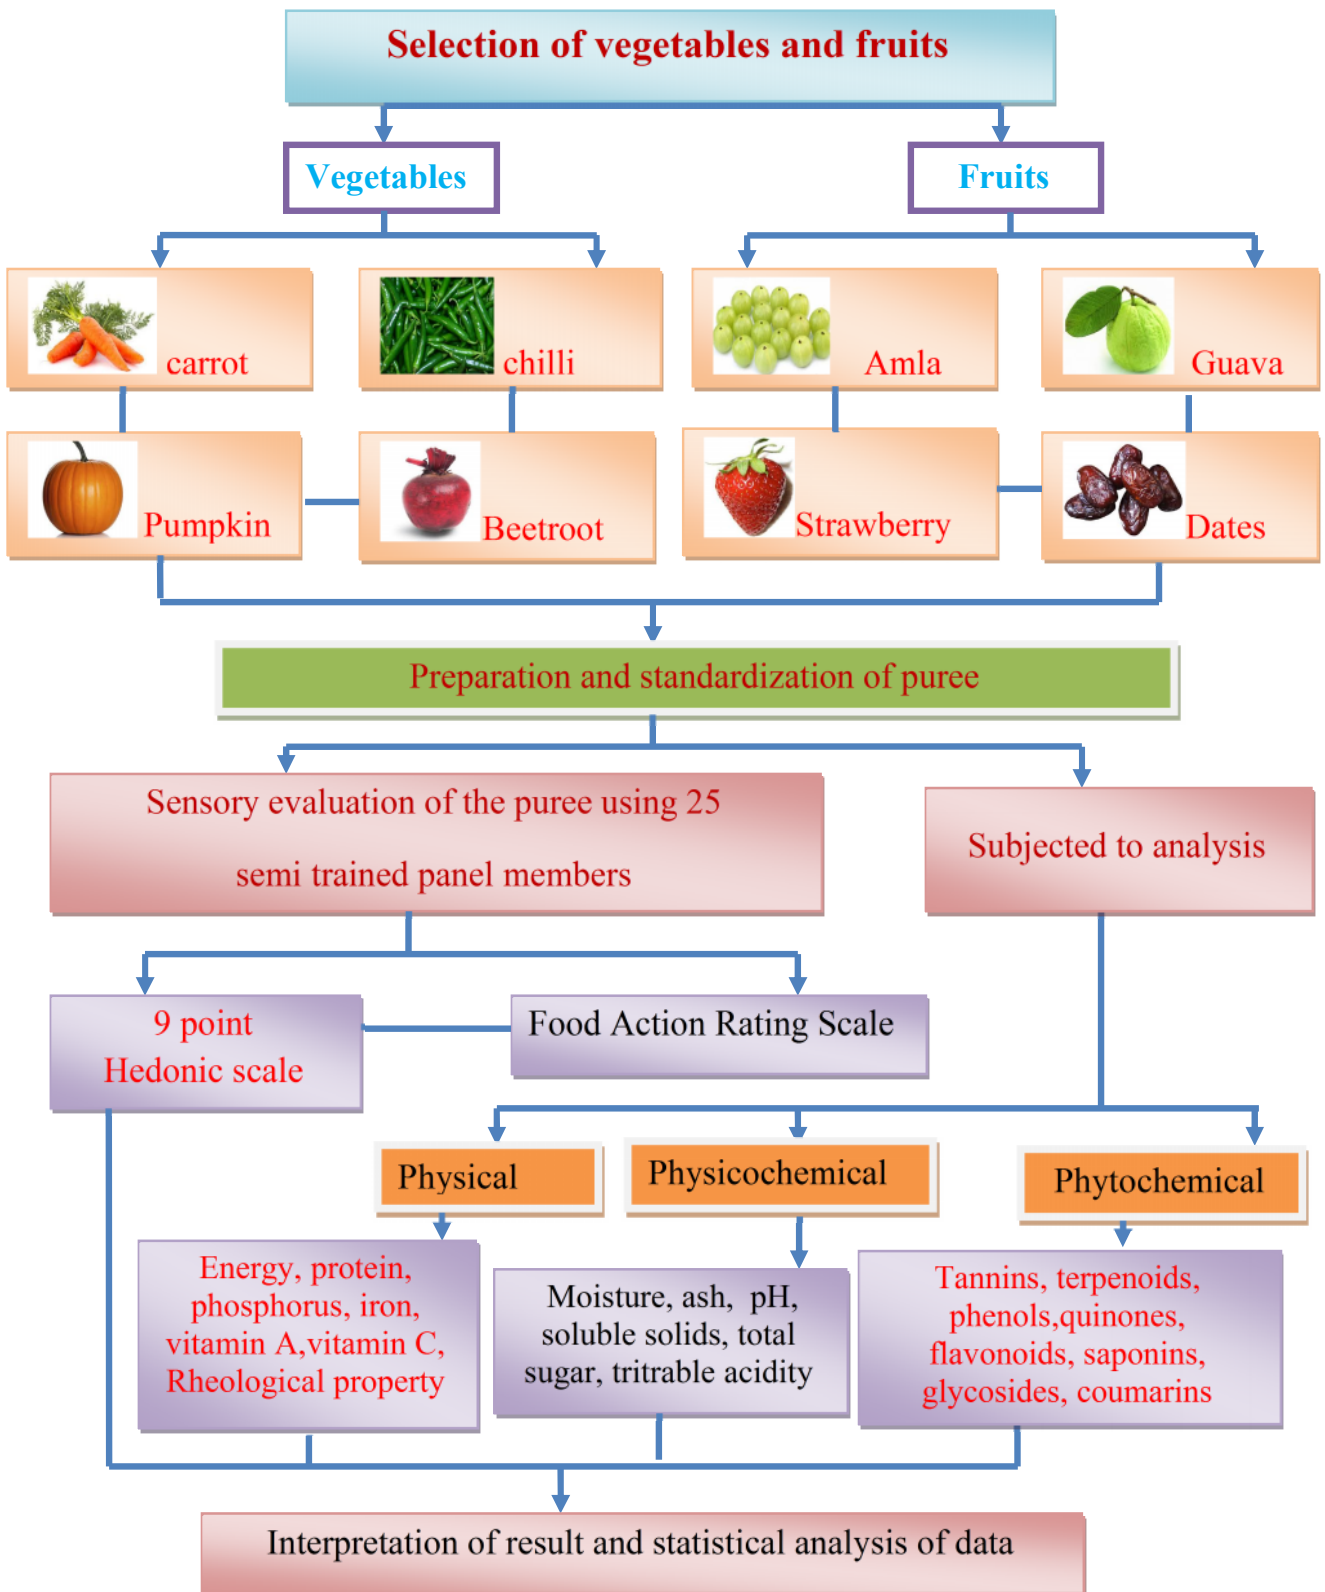 Selection of vegetables and fruits
Vegetables
Fruits
carrot
chilli
Amla
Guava
Pumpkin
Beetroot
Strawberry
Dates
Preparation and standardization of puree
Sensory evaluation of the puree using 25
semi trained panel members
Subjected to analysis
9 point
Hedonic scale
Food Action Rating Scale
Physical
Physicochemical
Phytochemical
Energy, protein,
phosphorus, iron,
vitamin A,vitamin C,
Rheological property
Moisture, ash, pH,
soluble solids, total
sugar, tritrable acidity
Tannins, terpenoids,
phenols,quinones,
flavonoids, saponins,
glycosides, coumarins
Interpretation of result and statistical analysis of data